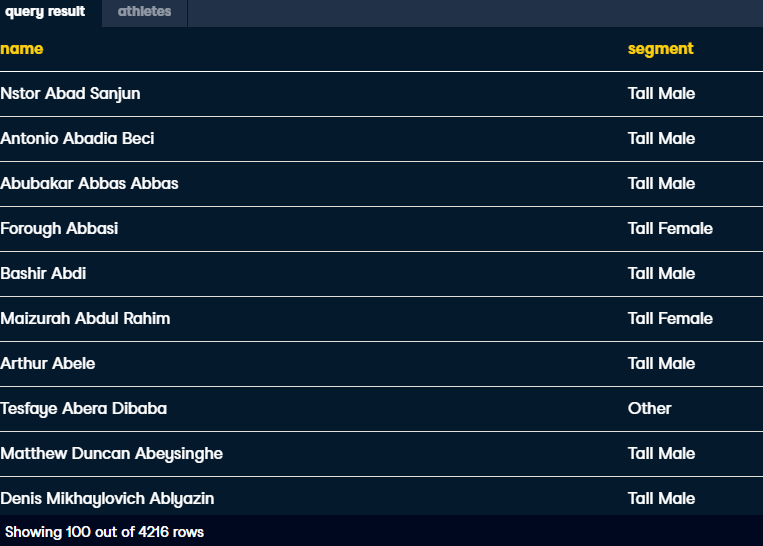 query result athletes
name segment
Nstor Abad Sanjun Tall Male
Antonio Abadia Beci Tall Male
Abubakar Abbas Abbas Tall Male
Forough Abbasi Tall Female
Bashir Abdi Tall Male
Maizurah Abdul Rahim Tall Female
Arthur Abele Tall Male
Tesfaye Abera Dibaba Other
Matthew Duncan Abeysinghe Tall Male
Denis Mikhaylovich Ablyazin Tall Male
Showing 100 out of 4216 rows